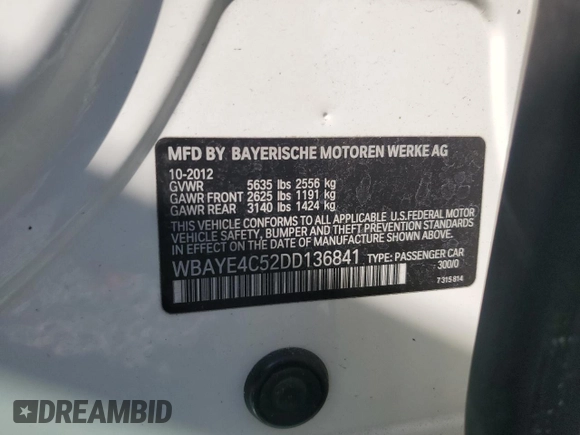 MFD BY BAYERISCHE MOTOREN WERKE AG
10-2012
GVWR 5635 lbs 2556 kg
GAWR FRONT 2625 lbs 1191 kg
GAWR REAR 3140 lbs 1424 kg
THIS VEHICLE CONFORMS TO ALL APPLICABLE U.S.FEDERAL MOTOR
VEHICLE SAFETY, BUMPER AND THEFT PREVENTION STANDARDS
IN EFFECT ON THE DATE OF MANUFACTURE SHOWN ABOVE.
WBAYE4C52DD136841 TYPE: PASSENGER CAR
300/0
7315814
DREAMBID